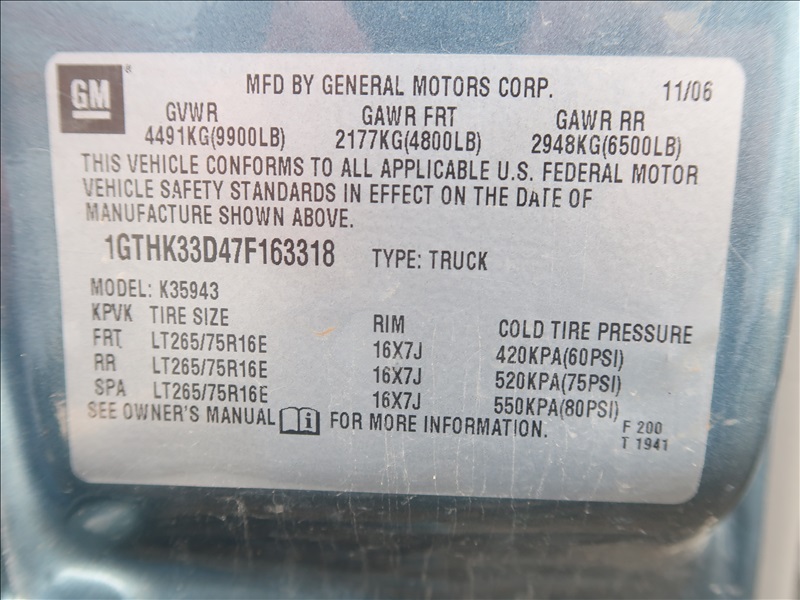 GM
®
MFD BY GENERAL MOTORS CORP. 11/06
GVWR GAWR FRT GAWR RR
4491KG(9900LB) 2177KG(4800LB) 2948KG(6500LB)
THIS VEHICLE CONFORMS TO ALL APPLICABLE U.S. FEDERAL MOTOR
VEHICLE SAFETY STANDARDS IN EFFECT ON THE DATE OF
MANUFACTURE SHOWN ABOVE.
1GTHK33D47F163318 TYPE: TRUCK
MODEL: K35943
KPVK TIRE SIZE RIM COLD TIRE PRESSURE
FRT LT265/75R16E 16X7J 420KPA(60PSI)
RR LT265/75R16E 16X7J 520KPA(75PSI)
SPA LT265/75R16E 16X7J 550KPA(80PSI)
SEE OWNER'S MANUAL i FOR MORE INFORMATION.
F 200
T 1941